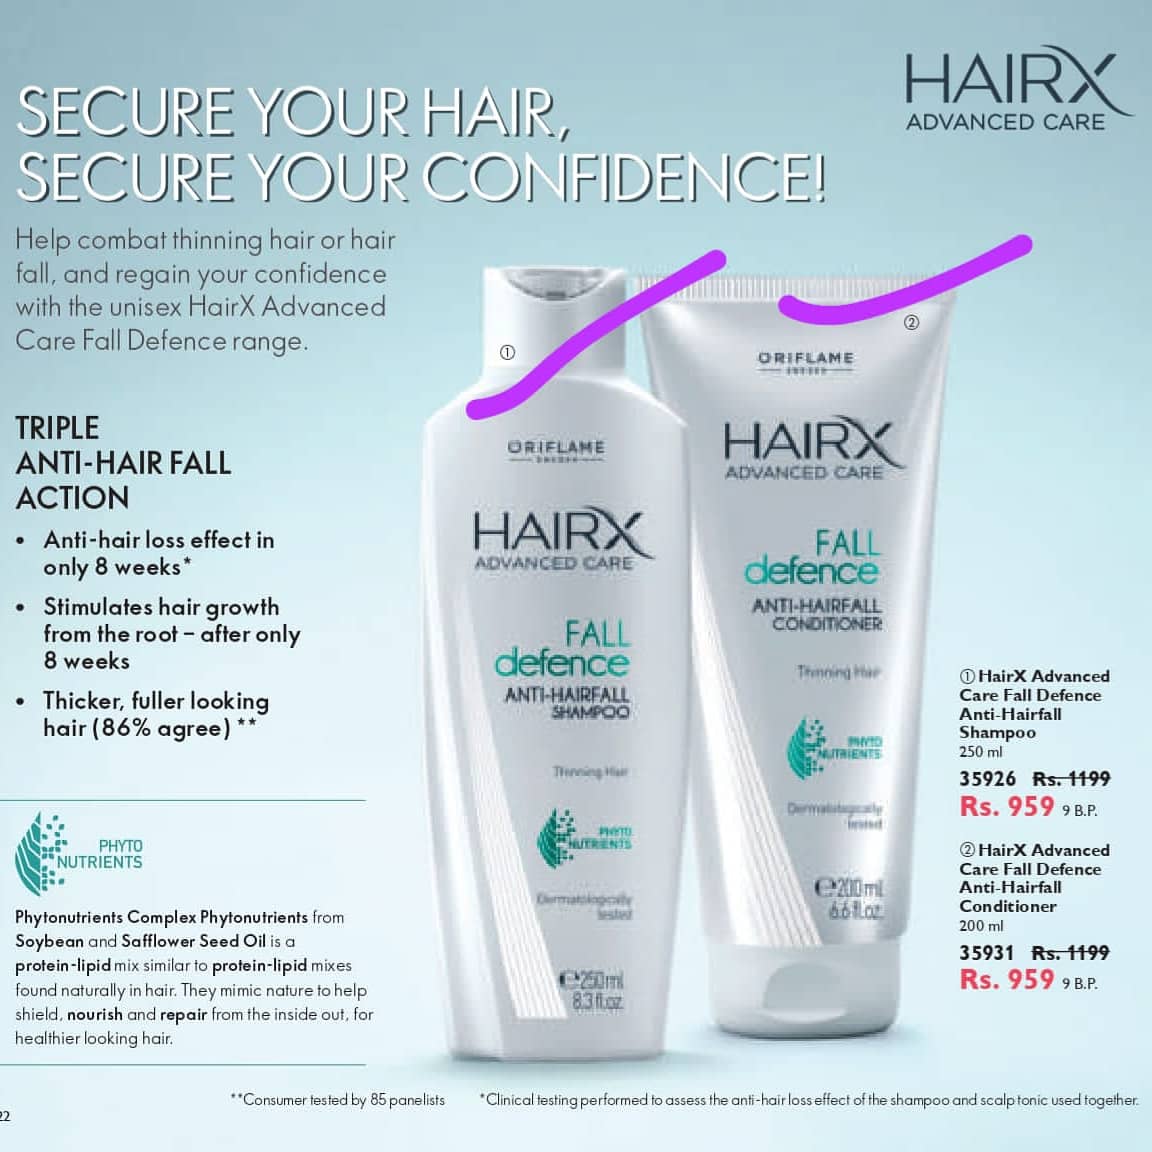 HAIRX
ADVANCED CARE
SECURE YOUR HAIR,
SECURE YOUR CONFIDENCE!
Help combat thinning hair or hair
fall, and regain your confidence
with the unisex HairX Advanced
Care Fall Defence range.
TRIPLE
ANTI-HAIR FALL
ACTION
• Anti-hair loss effect in
only 8 weeks*
• Stimulates hair growth
from the root – after only
8 weeks
• Thicker, fuller looking
hair (86% agree) **
PHYTO
NUTRIENTS
Phytonutrients Complex Phytonutrients from
Soybean and Safflower Seed Oil is a
protein-lipid mix similar to protein-lipid mixes
found naturally in hair. They mimic nature to help
shield, nourish and repair from the inside out, for
healthier looking hair.
①
ORIFLAME
SWEDEN
HAIRX
ADVANCED CARE
FALL
defence
ANTI-HAIRFALL
SHAMPOO
Thinning Hair
PHYTO
NUTRIENTS
Dermatologically
tested
℮250ml
8.3fl.oz.
②
ORIFLAME
SWEDEN
HAIRX
ADVANCED CARE
FALL
defence
ANTI-HAIRFALL
CONDITIONER
Thinning Hair
PHYTO
NUTRIENTS
Dermatologically
tested
℮200ml
6.6fl.oz.
① HairX Advanced
Care Fall Defence
Anti-Hairfall
Shampoo
250 ml
35926 Rs. 1199
Rs. 959 9 B.P.
② HairX Advanced
Care Fall Defence
Anti-Hairfall
Conditioner
200 ml
35931 Rs. 1199
Rs. 959 9 B.P.
**Consumer tested by 85 panelists *Clinical testing performed to assess the anti-hair loss effect of the shampoo and scalp tonic used together.
22